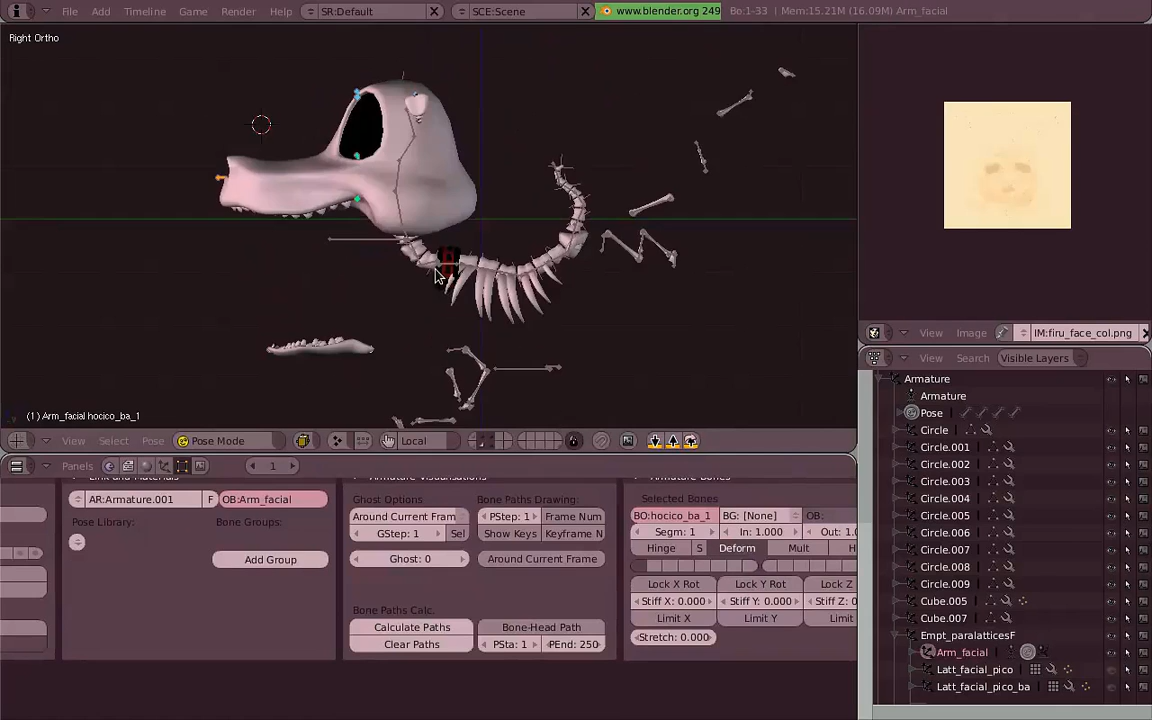 File Add Timeline Game Render Help SR:Default SCE:Scene www.blender.org 249 Bo:1-33 Mem:15.21M (16.09M) Arm_facial
Right Ortho
(1) Arm_facial hocico_ba_1
View Select Pose Pose Mode Local
View Image IM:firu_face_col.png
View Search Visible Layers
Panels 1
Armature
Armature
Pose
Circle
Circle.001
Circle.002
Circle.003
Circle.004
Circle.005
Circle.006
Circle.007
Circle.008
Circle.009
Cube.005
Cube.007
Empt_paralatticesF
Arm_facial
Latt_facial_pico
Latt_facial_pico_ba
Link and Materials
AR:Armature.001 F OB:Arm_facial
Pose Library: Bone Groups:
Add Group
Armature Visualisations
Ghost Options Bone Paths Drawing:
Around Current Fram PStep: 1 Frame Num
GStep: 1 Sel Show Keys Keyframe N
Ghost: 0 Around Current Frame
Bone Paths Calc.
Calculate Paths Bone-Head Path
Clear Paths PSta: 1 PEnd: 250
Armature Bones
Selected Bones
BO:hocico_ba_1 BG: [None] OB:
Segm: 1 In: 1.000 Out: 1.0
Hinge S Deform Mult H
Lock X Rot Lock Y Rot Lock Z
Stiff X: 0.000 Stiff Y: 0.000 Stiff Z: 0
Limit X Limit Y Limit
Stretch: 0.000